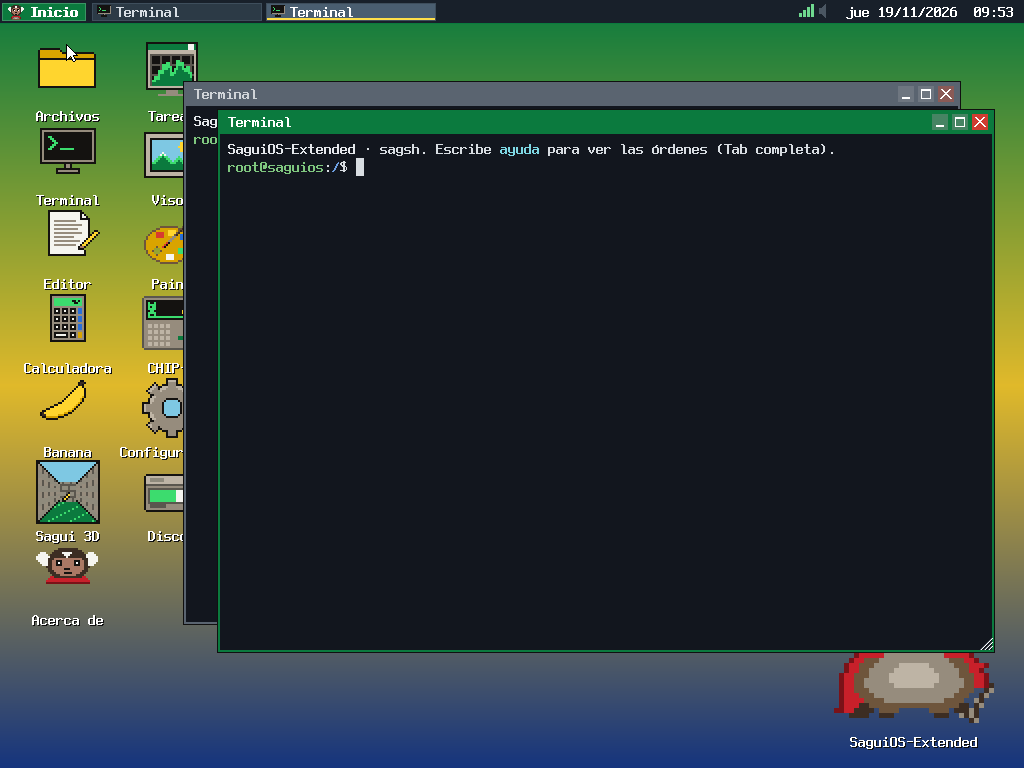 Inicio
Terminal
Terminal
jue 19/11/2026 09:53
Archivos
Terminal
Editor
Calculadora
Banana
Configur
Sagui 3D
Disco
Acerca de
Terminal
Terminal
SaguiOS-Extended · sagsh. Escribe ayuda para ver las órdenes (Tab completa).
root@saguios:/$
SaguiOS-Extended